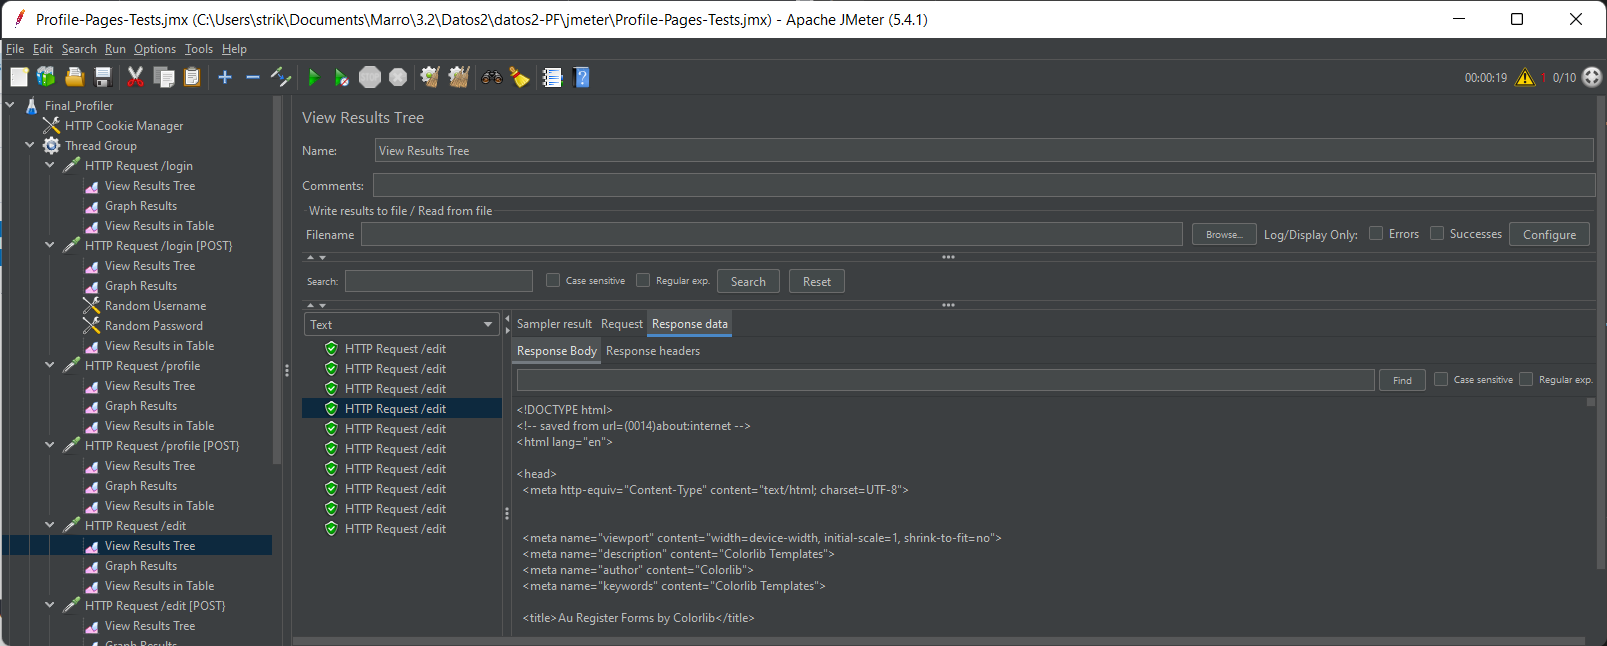 Profile-Pages-Tests.jmx (C:\Users\strik\Documents\Marro\3.2\Datos2\datos2-PF\jmeter\Profile-Pages-Tests.jmx) - Apache JMeter (5.4.1)
File Edit Search Run Options Tools Help
STOP 00:00:19 1 0/10
Final_Profiler
HTTP Cookie Manager
Thread Group
HTTP Request /login
View Results Tree
Graph Results
View Results in Table
HTTP Request /login [POST}
View Results Tree
Graph Results
Random Username
Random Password
View Results in Table
HTTP Request /profile
View Results Tree
Graph Results
View Results in Table
HTTP Request /profile [POST}
View Results Tree
Graph Results
View Results in Table
HTTP Request /edit
View Results Tree
Graph Results
View Results in Table
HTTP Request /edit [POST}
View Results Tree
Graph Results
View Results Tree
Name: View Results Tree
Comments:
Write results to file / Read from file
Filename Browse... Log/Display Only: Errors Successes Configure
Search: Case sensitive Regular exp. Search Reset
Text
HTTP Request /edit
HTTP Request /edit
HTTP Request /edit
HTTP Request /edit
HTTP Request /edit
HTTP Request /edit
HTTP Request /edit
HTTP Request /edit
HTTP Request /edit
HTTP Request /edit
Sampler result Request Response data
Response Body Response headers
Find Case sensitive Regular exp.
<!DOCTYPE html>
<!-- saved from url=(0014)about:internet -->
<html lang="en">
<head>
<meta http-equiv="Content-Type" content="text/html; charset=UTF-8">
<meta name="viewport" content="width=device-width, initial-scale=1, shrink-to-fit=no">
<meta name="description" content="Colorlib Templates">
<meta name="author" content="Colorlib">
<meta name="keywords" content="Colorlib Templates">
<title>Au Register Forms by Colorlib</title>